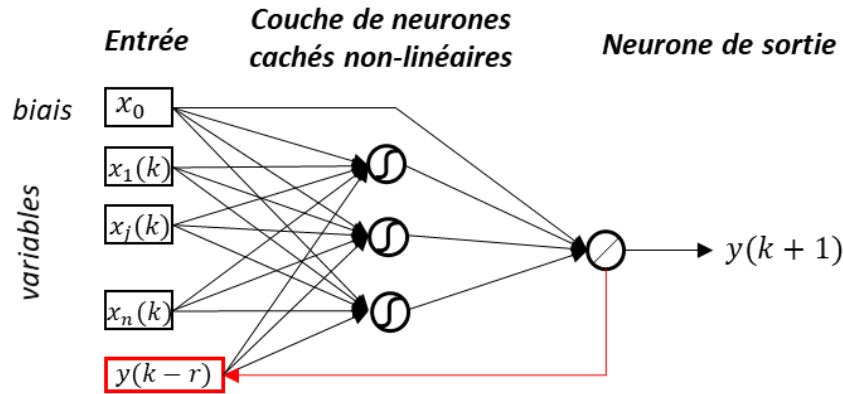 Entrée
Couche de neurones
cachés non-linéaires
Neurone de sortie
biais
variables
x₀
x₁(k)
xⱼ(k)
xₙ(k)
y(k − r)
y(k + 1)